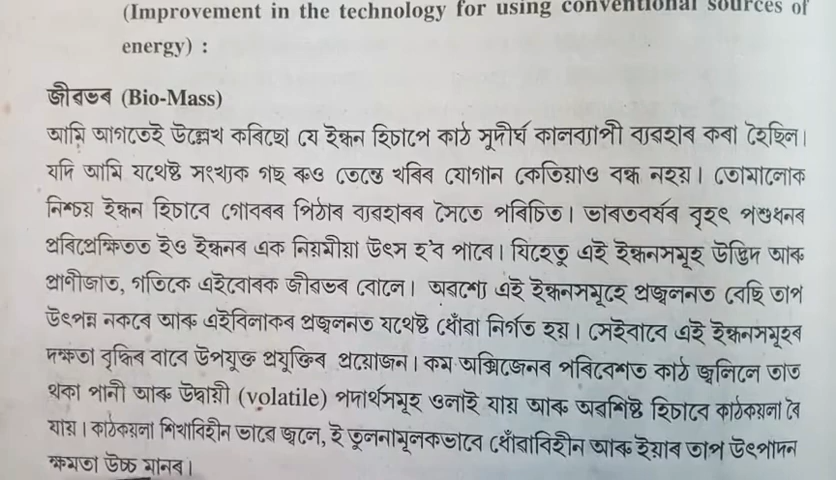 (Improvement in the technology for using conventional sources of
energy) :
জীৱভৰ (Bio-Mass)
আমি আগতেই উল্লেখ কৰিছো যে ইন্ধন হিচাপে কাঠ সুদীৰ্ঘ কালব্যাপী ব্যৱহাৰ কৰা হৈছিল।
যদি আমি যথেষ্ট সংখ্যক গছ ৰুও তেন্তে খৰিৰ যোগান কেতিয়াও বন্ধ নহয়। তোমালোক
নিশ্চয় ইন্ধন হিচাবে গোবৰৰ পিঠাৰ ব্যৱহাৰৰ সৈতে পৰিচিত। ভাৰতবৰ্ষৰ বৃহৎ পশুধনৰ
প্ৰৰিপ্ৰেক্ষিতত ইও ইন্ধনৰ এক নিয়মীয়া উৎস হ'ব পাৰে। যিহেতু এই ইন্ধনসমূহ উদ্ভিদ আৰু
প্ৰাণীজাত, গতিকে এইবোৰক জীৱভৰ বোলে। অৱশ্যে এই ইন্ধনসমূহে প্ৰজ্বলনত বেছি তাপ
উৎপন্ন নকৰে আৰু এইবিলাকৰ প্ৰজ্বলনত যথেষ্ট ধোঁৱা নিৰ্গত হয়। সেইবাবে এই ইন্ধনসমূহৰ
দক্ষতা বৃদ্ধিৰ বাবে উপযুক্ত প্ৰযুক্তিৰ প্ৰয়োজন। কম অক্সিজেনৰ পৰিবেশত কাঠ জ্বলিলে তাত
থকা পানী আৰু উদ্বায়ী (volatile) পদাৰ্থসমূহ ওলাই যায় আৰু অৱশিষ্ট হিচাবে কাঠকয়লা ৰৈ
যায়। কাঠকয়লা শিখাবিহীন ভাৱে জ্বলে, ই তুলনামূলকভাৱে ধোঁৱাবিহীন আৰু ইয়াৰ তাপ উৎপাদন
ক্ষমতা উচ্চ মানৰ।